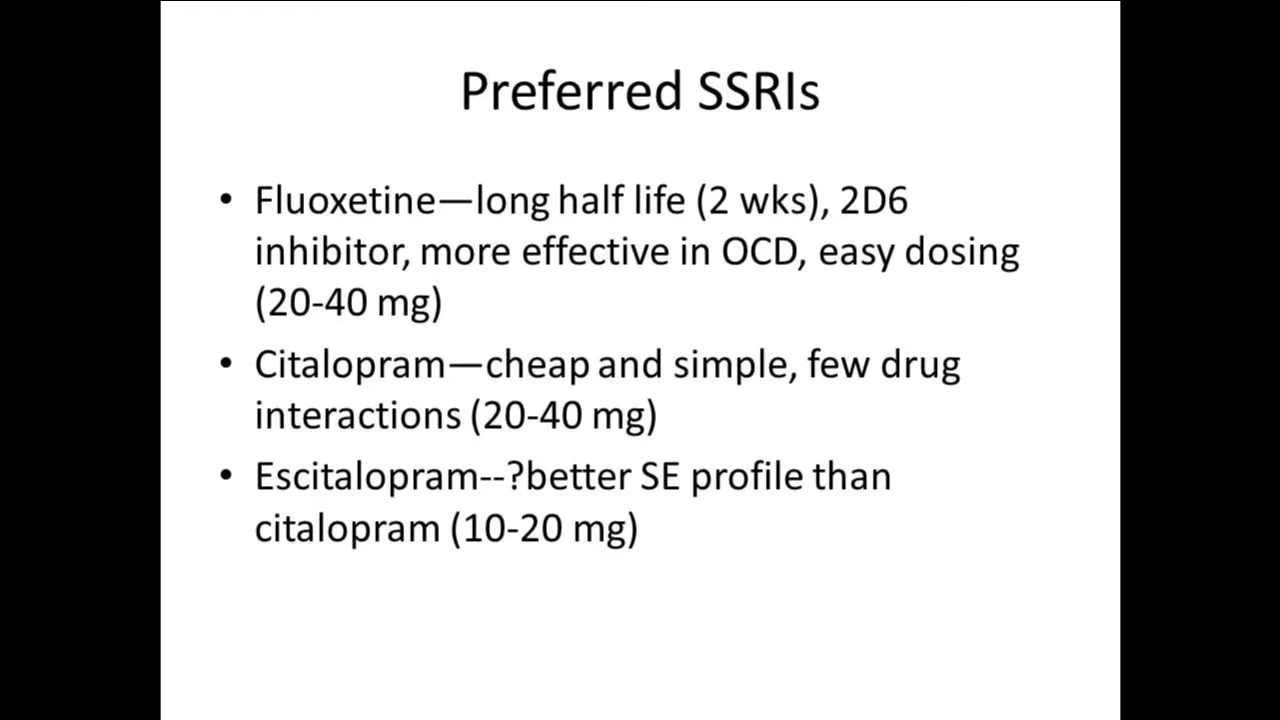 Preferred SSRIs
• Fluoxetine—long half life (2 wks), 2D6
inhibitor, more effective in OCD, easy dosing
(20-40 mg)
• Citalopram—cheap and simple, few drug
interactions (20-40 mg)
• Escitalopram--?better SE profile than
citalopram (10-20 mg)